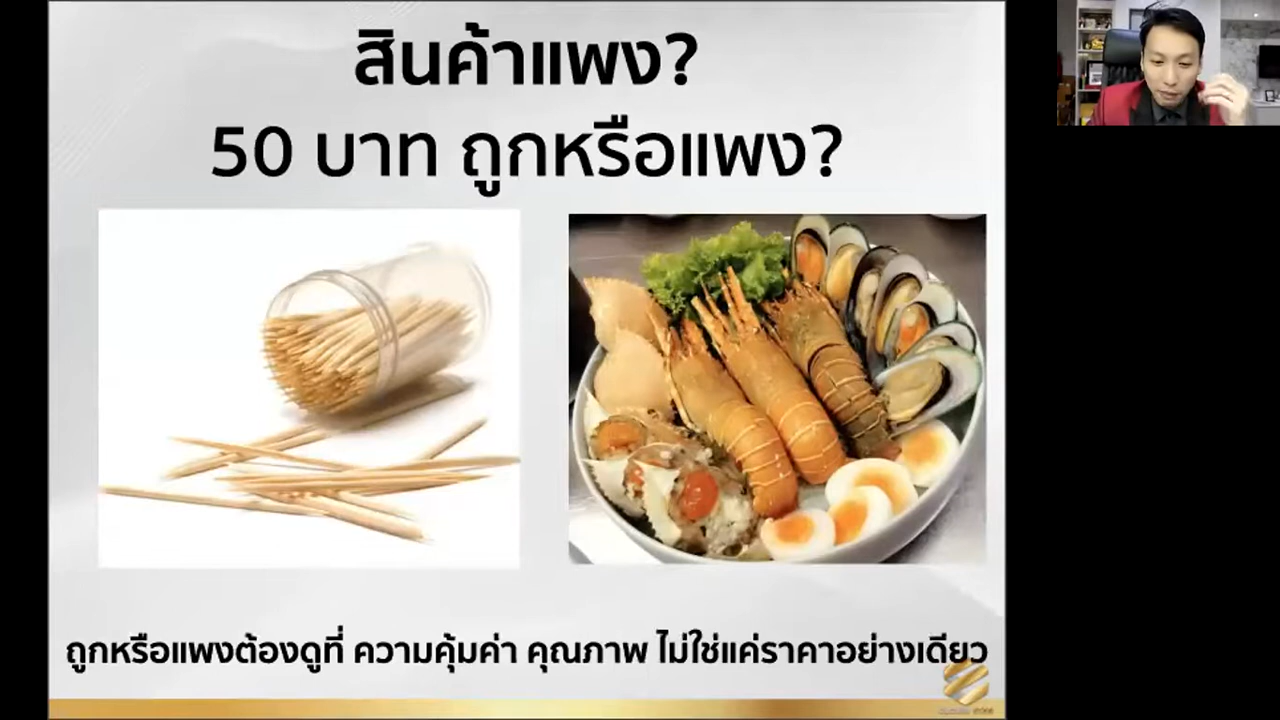 สินค้าแพง?
50 บาท ถูกหรือแพง?
ถูกหรือแพงต้องดูที่ ความคุ้มค่า คุณภาพ ไม่ใช่แค่ราคาอย่างเดียว